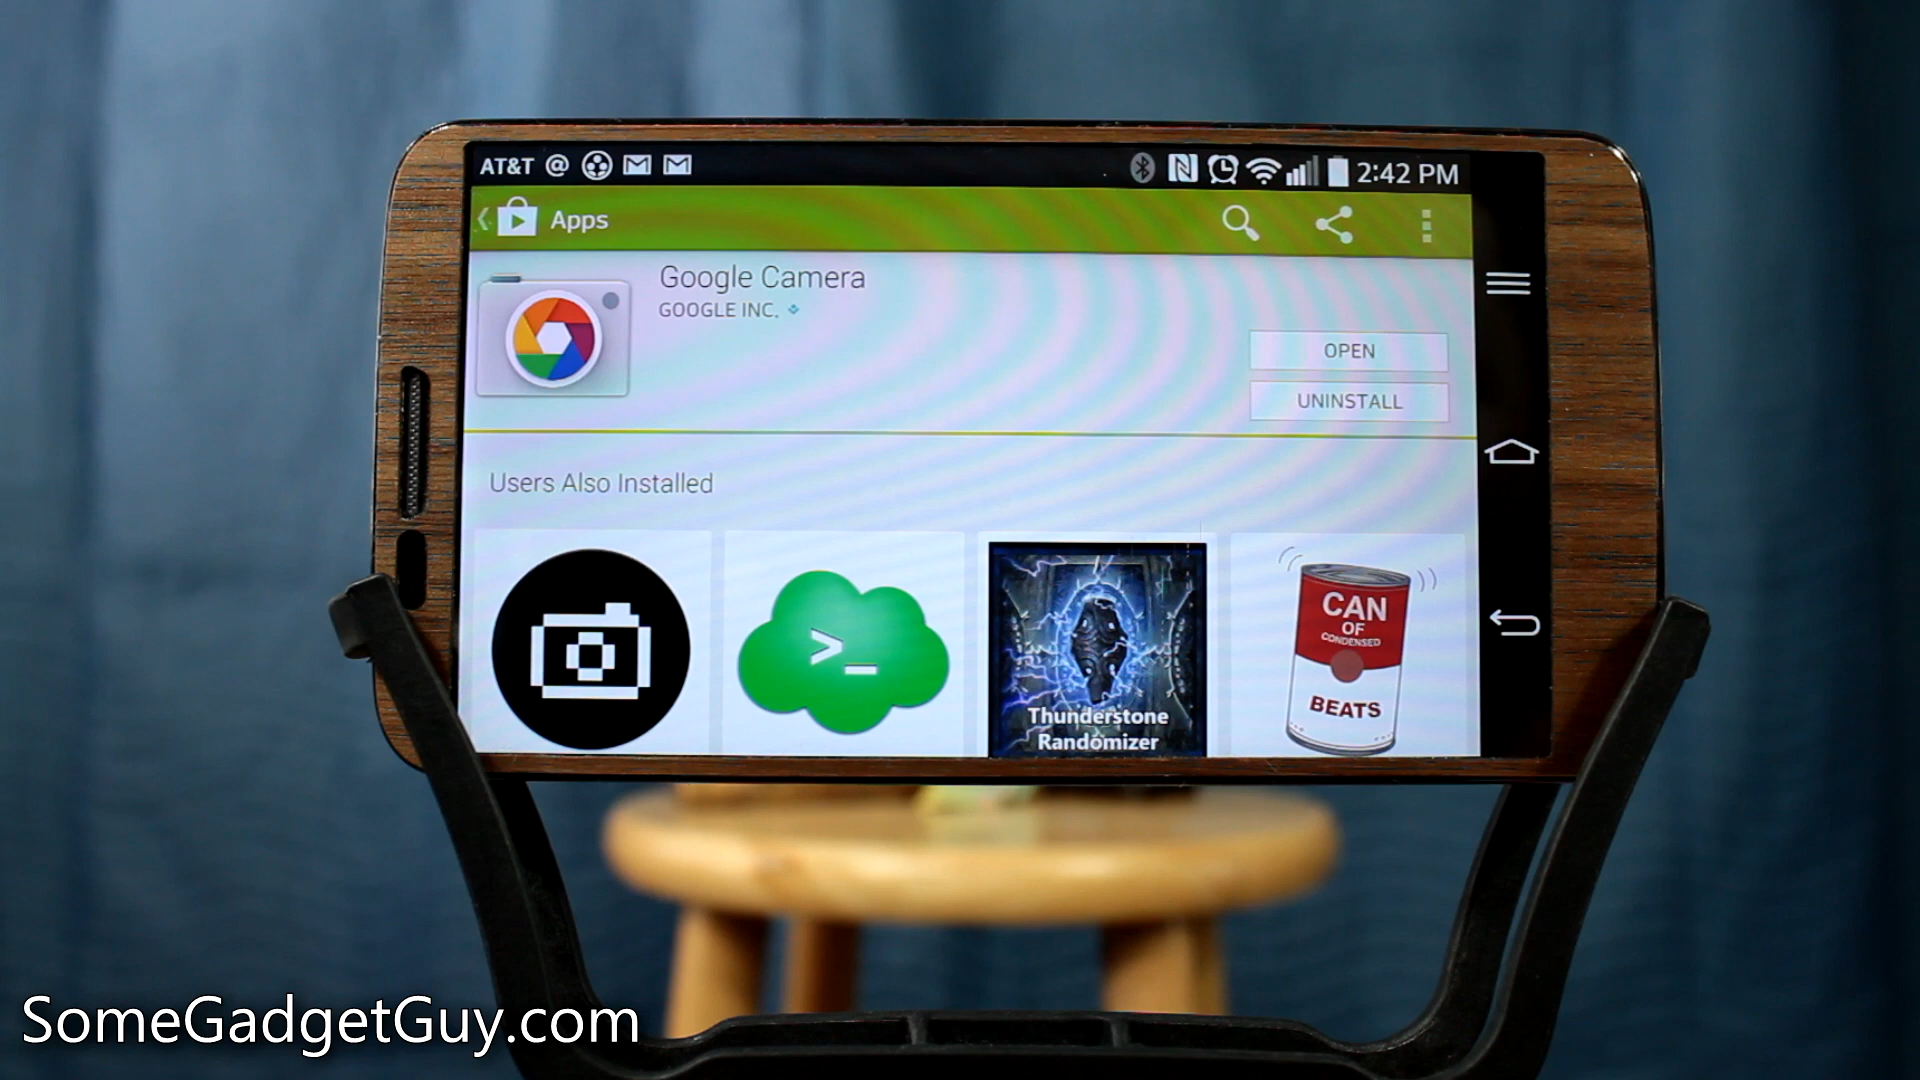 AT&T @ 2:42 PM
Apps
Google Camera
GOOGLE INC.
OPEN
UNINSTALL
Users Also Installed
>_
Thunderstone
Randomizer
CAN
OF
CONDENSED
BEATS
SomeGadgetGuy.com